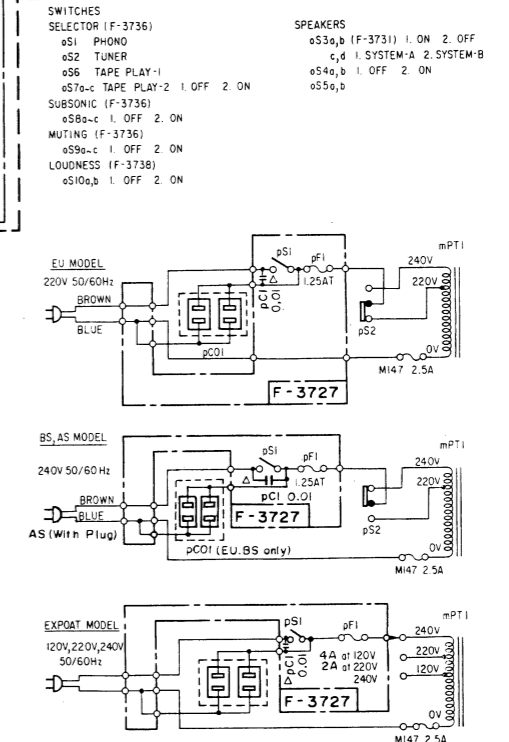 SWITCHES
SELECTOR (F-3736)
oS1 PHONO
oS2 TUNER
oS6 TAPE PLAY-1
oS7a~c TAPE PLAY-2 1. OFF 2. ON
SUBSONIC (F-3736)
oS8a~c 1. OFF 2. ON
MUTING (F-3736)
oS9a~c 1. OFF 2. ON
LOUDNESS (F-3738)
oS10a,b 1. OFF 2. ON
SPEAKERS
oS3a,b (F-3731) 1. ON 2. OFF
c,d 1. SYSTEM-A 2. SYSTEM-B
oS4a,b 1. OFF 2. ON
oS5a,b
EU MODEL
220V 50/60Hz
BROWN
BLUE
pCO1
pS1
pF1
pC1
0.01
1.25AT
F-3727
mPT1
240V
220V
pS2
0V
M147 2.5A
BS, AS MODEL
240V 50/60Hz
BROWN
BLUE
AS (With Plug)
pCO1 (EU.BS only)
pS1
pF1
1.25AT
pC1 0.01
F-3727
mPT1
240V
220V
pS2
0V
M147 2.5A
EXPOAT MODEL
120V,220V,240V
50/60Hz
pS1
pF1
pC1
0.01
4A at 120V
2A at 220V
240V
F-3727
mPT1
240V
220V
120V
0V
M147 2.5A